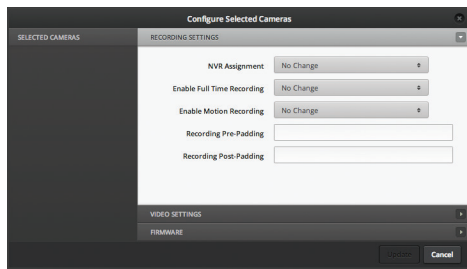 Configure Selected Cameras
SELECTED CAMERAS
RECORDING SETTINGS
NVR Assignment No Change
Enable Full Time Recording No Change
Enable Motion Recording No Change
Recording Pre-Padding
Recording Post-Padding
VIDEO SETTINGS
FIRMWARE
Update Cancel